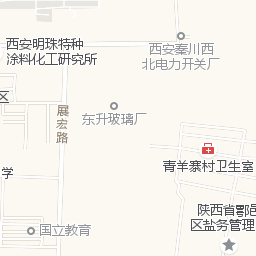 西安明珠特种
涂料化工研究所
西安秦川西
北电力开关厂
区
展宏路
东升玻璃厂
青羊寨村卫生室
学
陕西省鄠邑
区盐务管理
国立教育